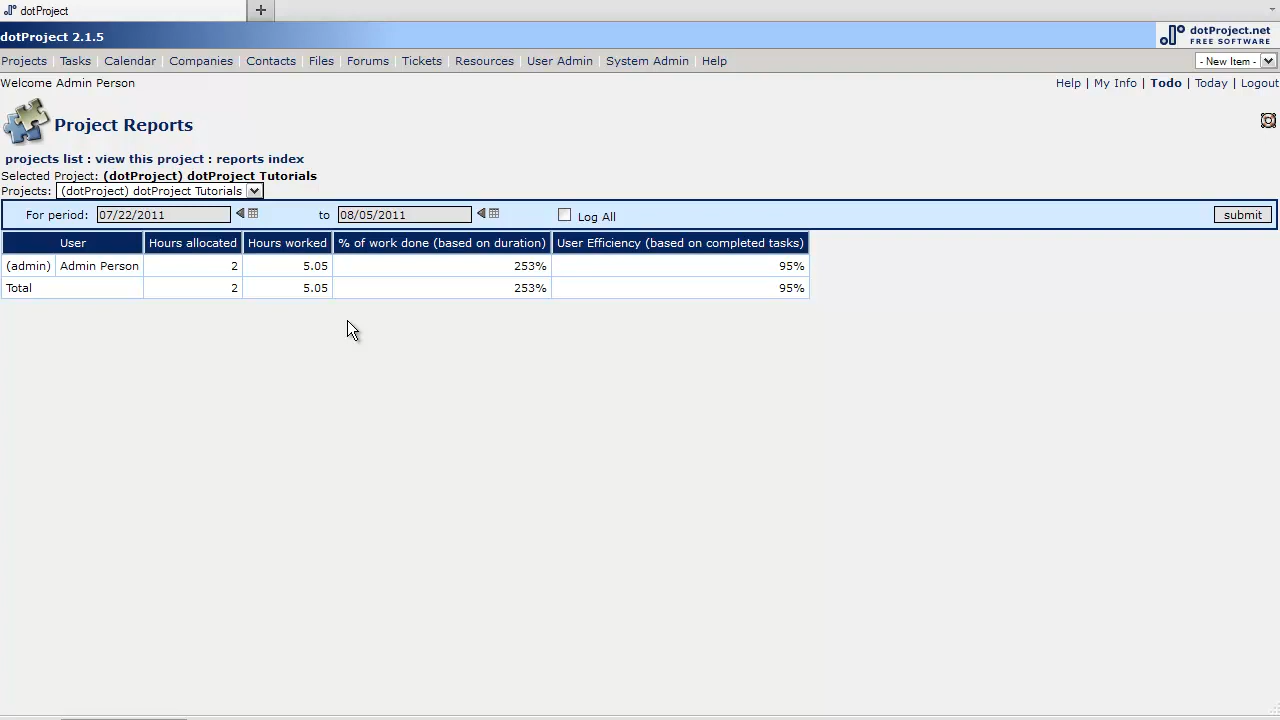 dotProject
dotProject 2.1.5
dotProject.net
FREE SOFTWARE
Projects Tasks Calendar Companies Contacts Files Forums Tickets Resources User Admin System Admin Help - New Item -
Welcome Admin Person Help | My Info | Todo | Today | Logout
Project Reports
projects list : view this project : reports index
Selected Project: (dotProject) dotProject Tutorials
Projects: (dotProject) dotProject Tutorials
For period: 07/22/2011 to 08/05/2011 Log All submit
User Hours allocated Hours worked % of work done (based on duration) User Efficiency (based on completed tasks)
(admin) Admin Person 2 5.05 253% 95%
Total 2 5.05 253% 95%